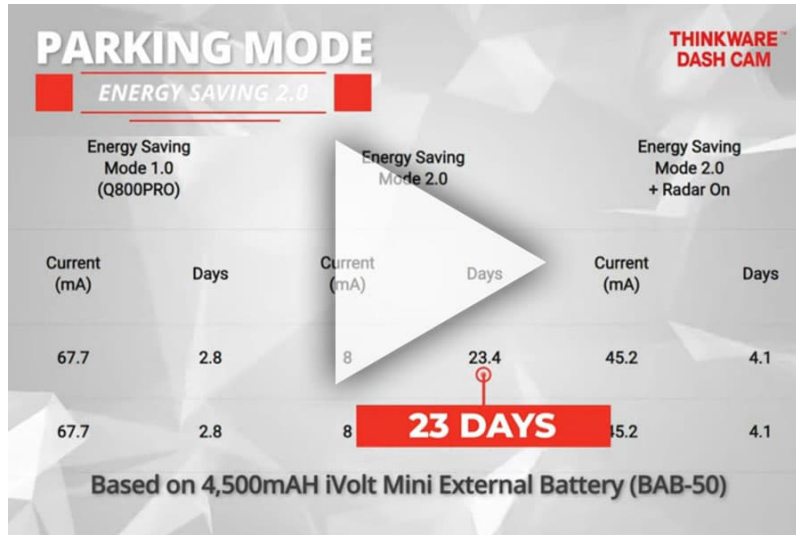 PARKING MODE
ENERGY SAVING 2.0
THINKWARE™
DASH CAM
Energy Saving
Mode 1.0
(Q800PRO)
Energy Saving
Mode 2.0
Energy Saving
Mode 2.0
+ Radar On
Current
(mA)
Days
Current
(mA)
Days
Current
(mA)
Days
67.7 2.8 8 23.4 45.2 4.1
67.7 2.8 8 23 DAYS 45.2 4.1
Based on 4,500mAH iVolt Mini External Battery (BAB-50)